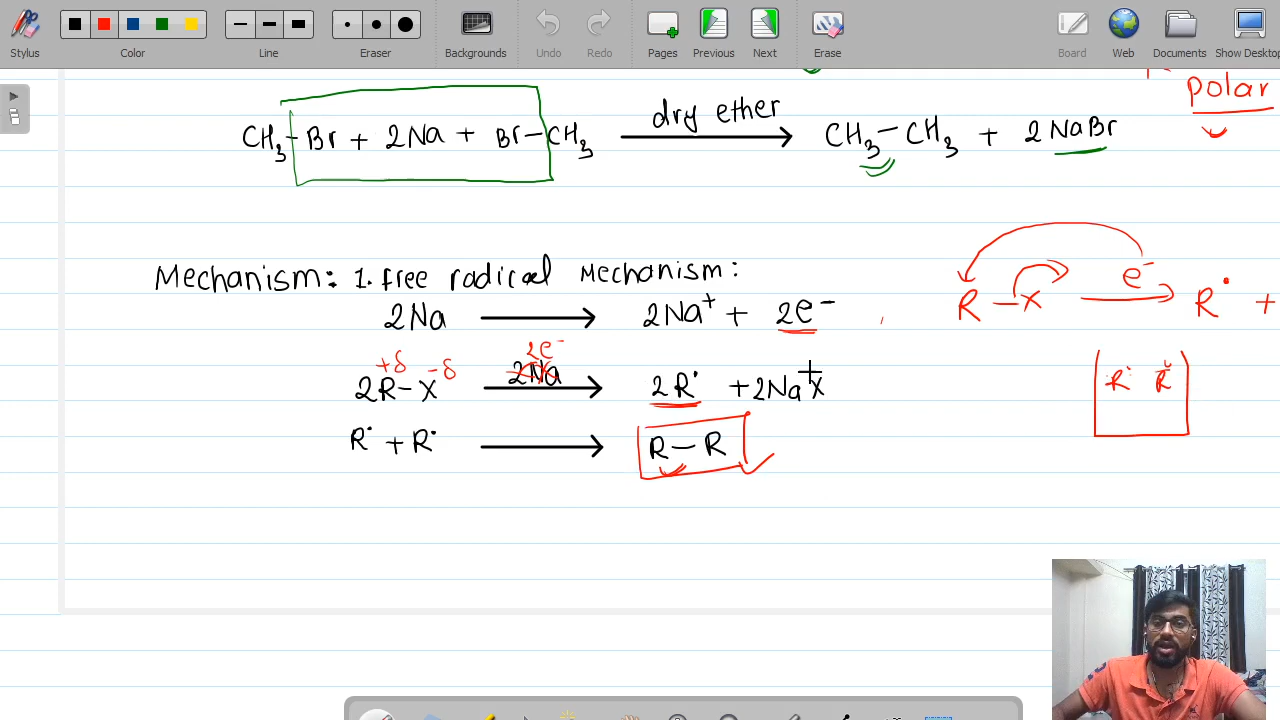 Stylus
Color
Line
Eraser
Backgrounds
Undo
Redo
Pages
Previous
Next
Erase
Board
Web
Documents
Show Desktop
polar
CH₃–Br + 2Na + Br–CH₃ dry ether CH₃–CH₃ + 2NaBr
Mechanism: 1. free radical Mechanism:
2Na → 2Na⁺ + 2e⁻
R–X e⁻ → R• +
2R–X +δ -δ 2Na 2e⁻ → 2R• + 2Na⁺X
R• R•
R• + R• → R–R